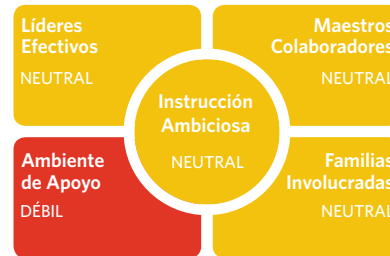 Líderes
Efectivos
NEUTRAL
Maestros
Colaboradores
NEUTRAL
Instrucción
Ambiciosa
NEUTRAL
Ambiente
de Apoyo
DÉBIL
Familias
Involucradas
NEUTRAL